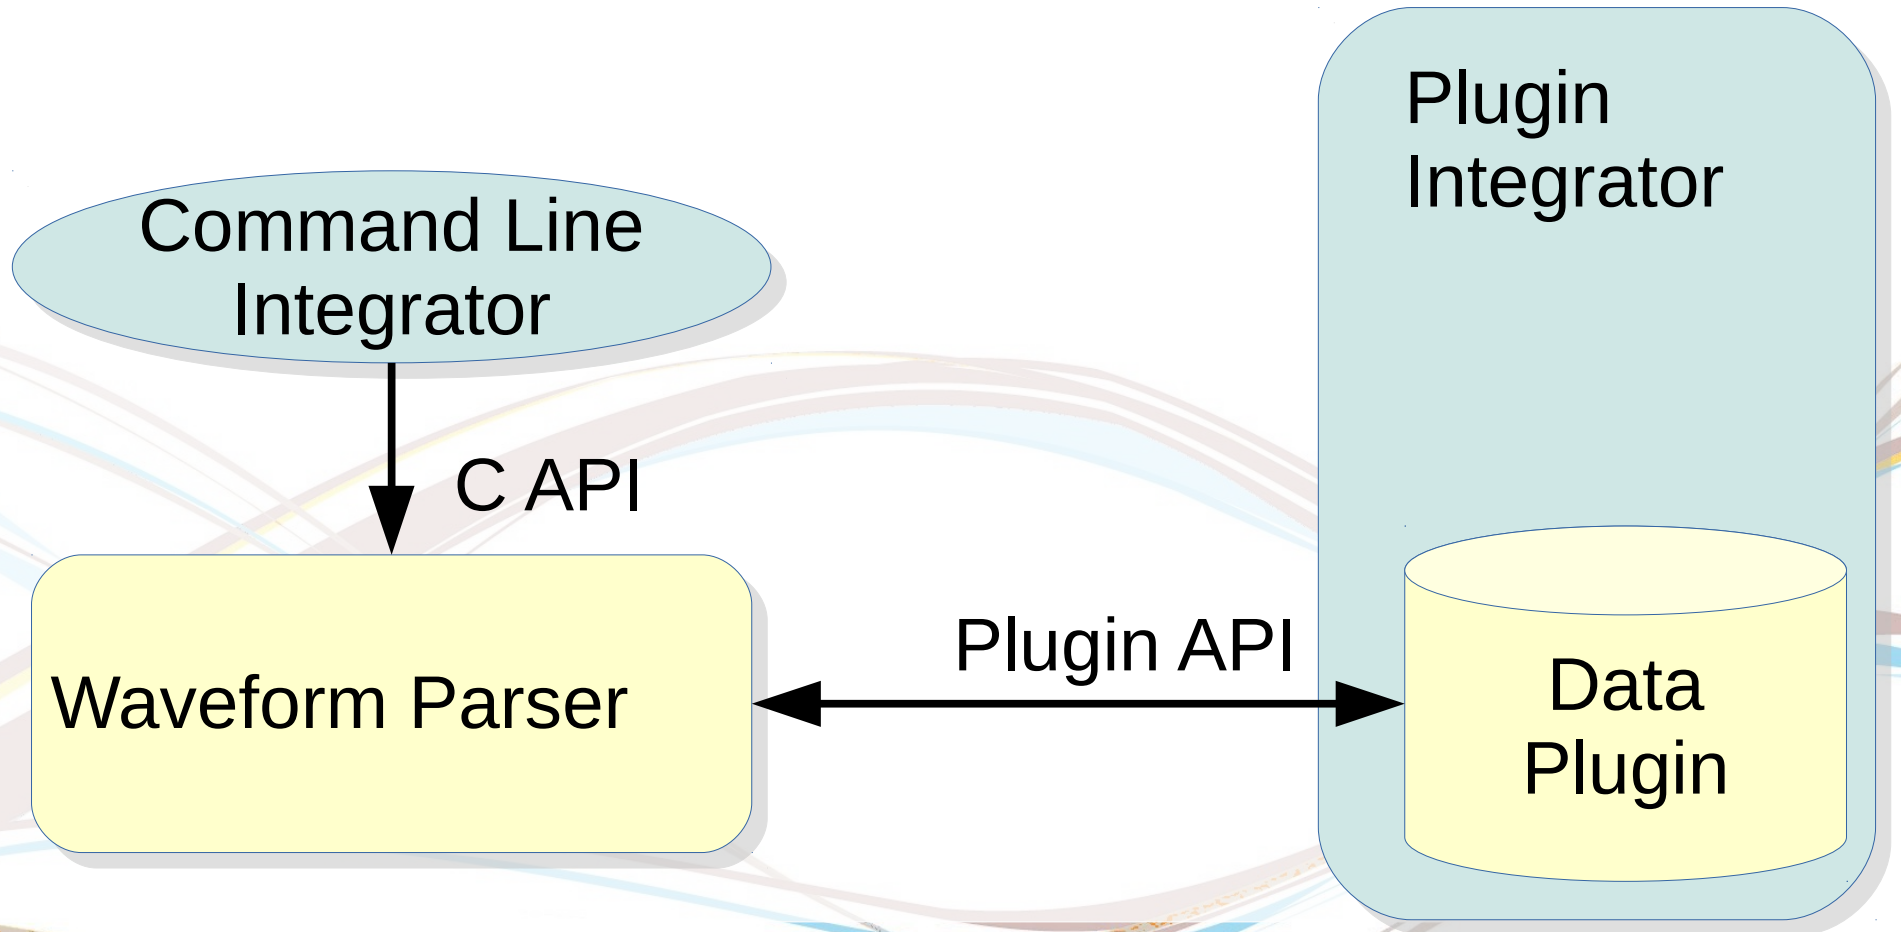 Plugin
Integrator
Command Line
Integrator
C API
Plugin API
Waveform Parser
Data
Plugin